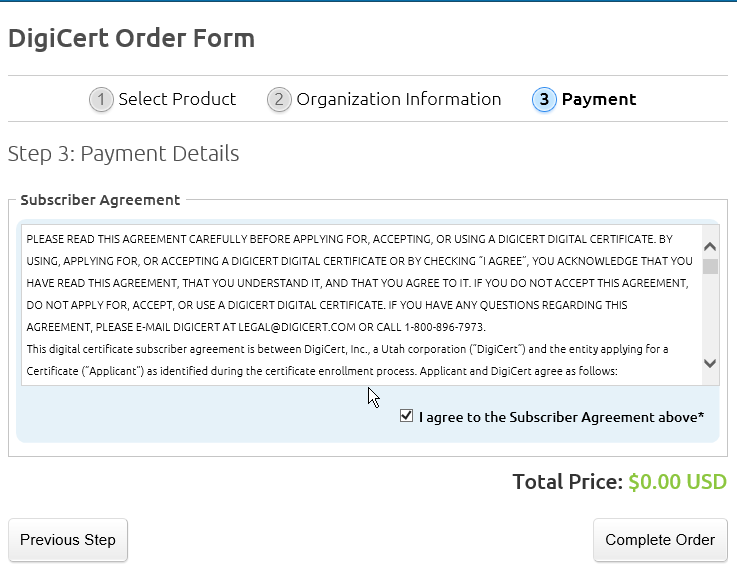 DigiCert Order Form
1 Select Product 2 Organization Information 3 Payment
Step 3: Payment Details
Subscriber Agreement
PLEASE READ THIS AGREEMENT CAREFULLY BEFORE APPLYING FOR, ACCEPTING, OR USING A DIGICERT DIGITAL CERTIFICATE. BY
USING, APPLYING FOR, OR ACCEPTING A DIGICERT DIGITAL CERTIFICATE OR BY CHECKING “I AGREE”, YOU ACKNOWLEDGE THAT YOU
HAVE READ THIS AGREEMENT, THAT YOU UNDERSTAND IT, AND THAT YOU AGREE TO IT. IF YOU DO NOT ACCEPT THIS AGREEMENT,
DO NOT APPLY FOR, ACCEPT, OR USE A DIGICERT DIGITAL CERTIFICATE. IF YOU HAVE ANY QUESTIONS REGARDING THIS
AGREEMENT, PLEASE E-MAIL DIGICERT AT LEGAL@DIGICERT.COM OR CALL 1-800-896-7973.
This digital certificate subscriber agreement is between DigiCert, Inc., a Utah corporation (“DigiCert”) and the entity applying for a
Certificate (“Applicant”) as identified during the certificate enrollment process. Applicant and DigiCert agree as follows:
I agree to the Subscriber Agreement above*
Total Price: $0.00 USD
Previous Step Complete Order